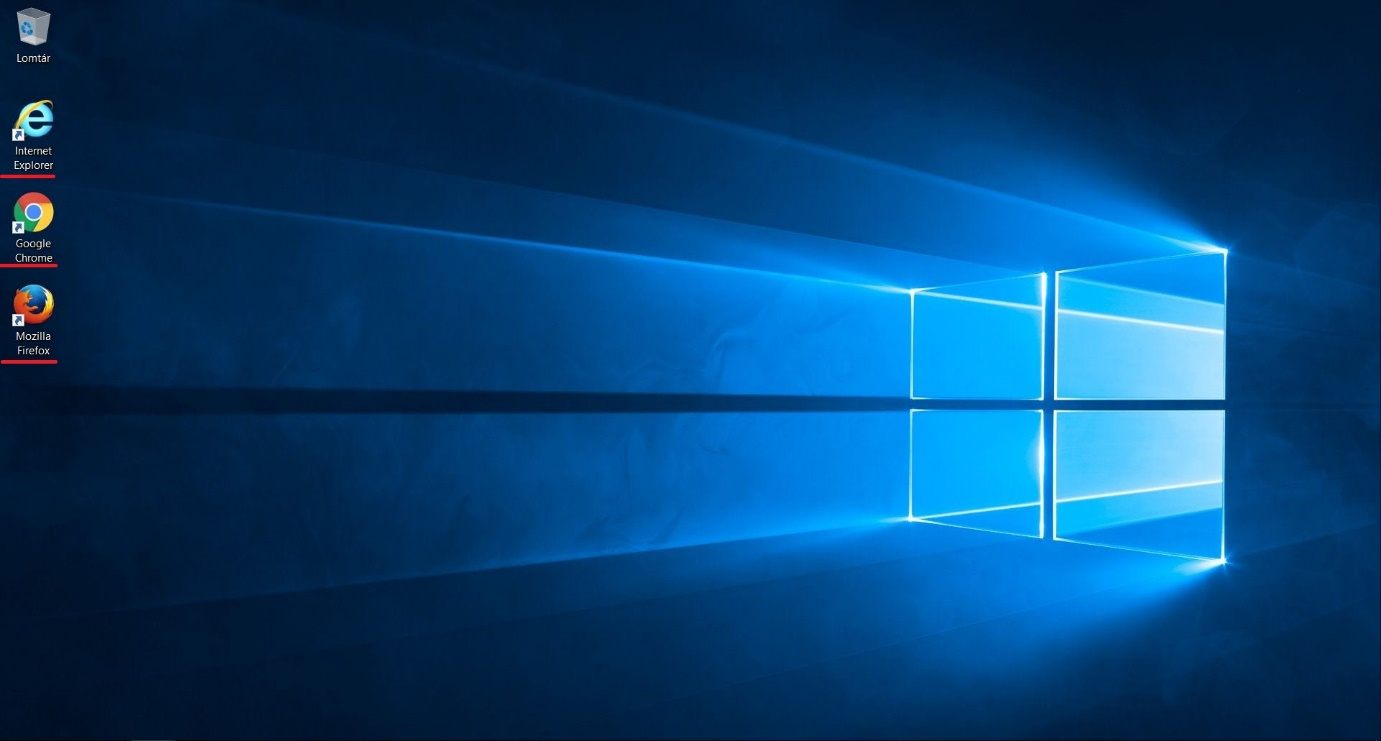 Lomtár
Internet
Explorer
Google
Chrome
Mozilla
Firefox